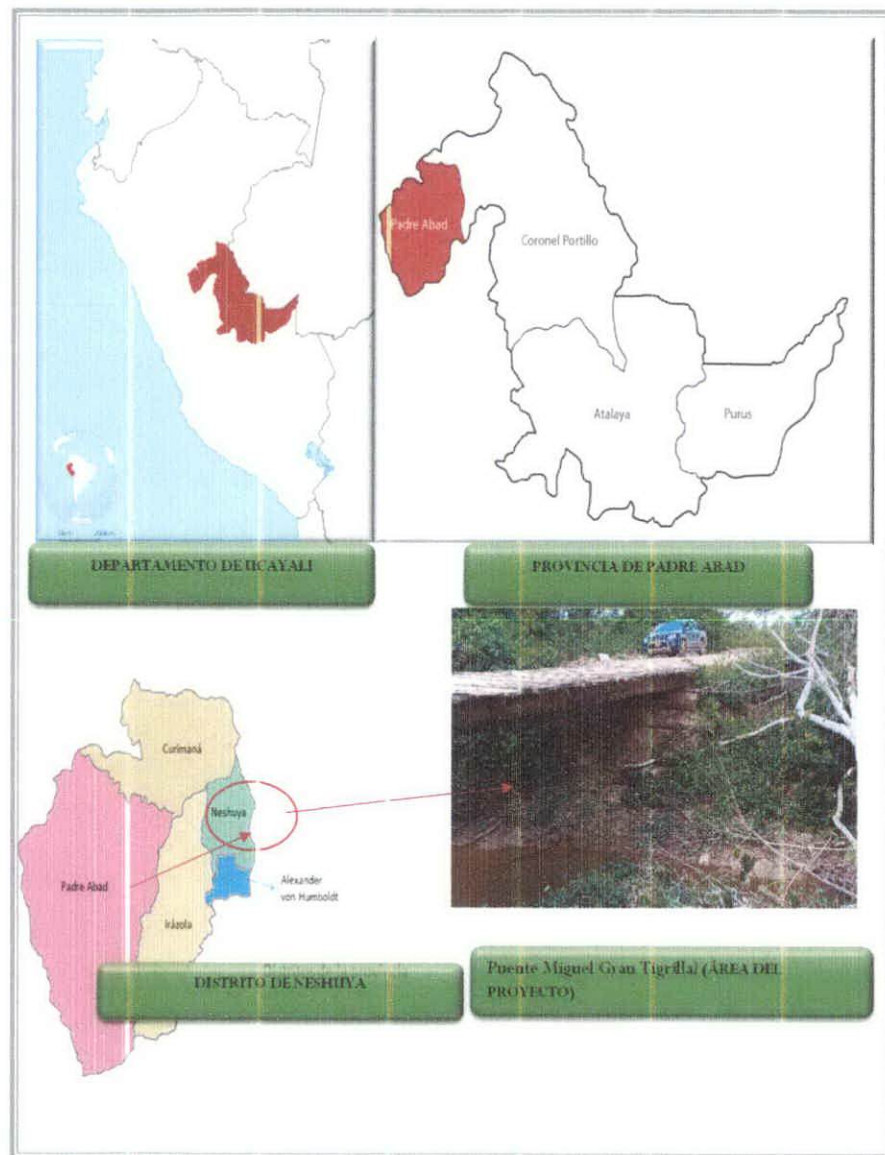 Padre Abad
Coronel Portillo
Atalaya
Purus
DEPARTAMENTO DE UCAYALI
PROVINCIA DE PADRE ABAD
Curimaná
Neshuya
Padre Abad
Alexander
von Humboldt
Irázola
DISTRITO DE NESHUYA
Puente Miguel Grau Tigrillal (ÁREA DEL
PROYECTO)